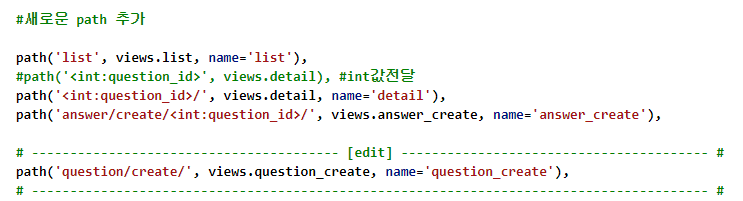 #새로운 path 추가
path('list', views.list, name='list'),
#path('<int:question_id>', views.detail), #int값전달
path('<int:question_id>/', views.detail, name='detail'),
path('answer/create/<int:question_id>/', views.answer_create, name='answer_create'),
# ---------------------------------- [edit] ---------------------------------- #
path('question/create/', views.question_create, name='question_create'),
# ---------------------------------------------------------------------------- #